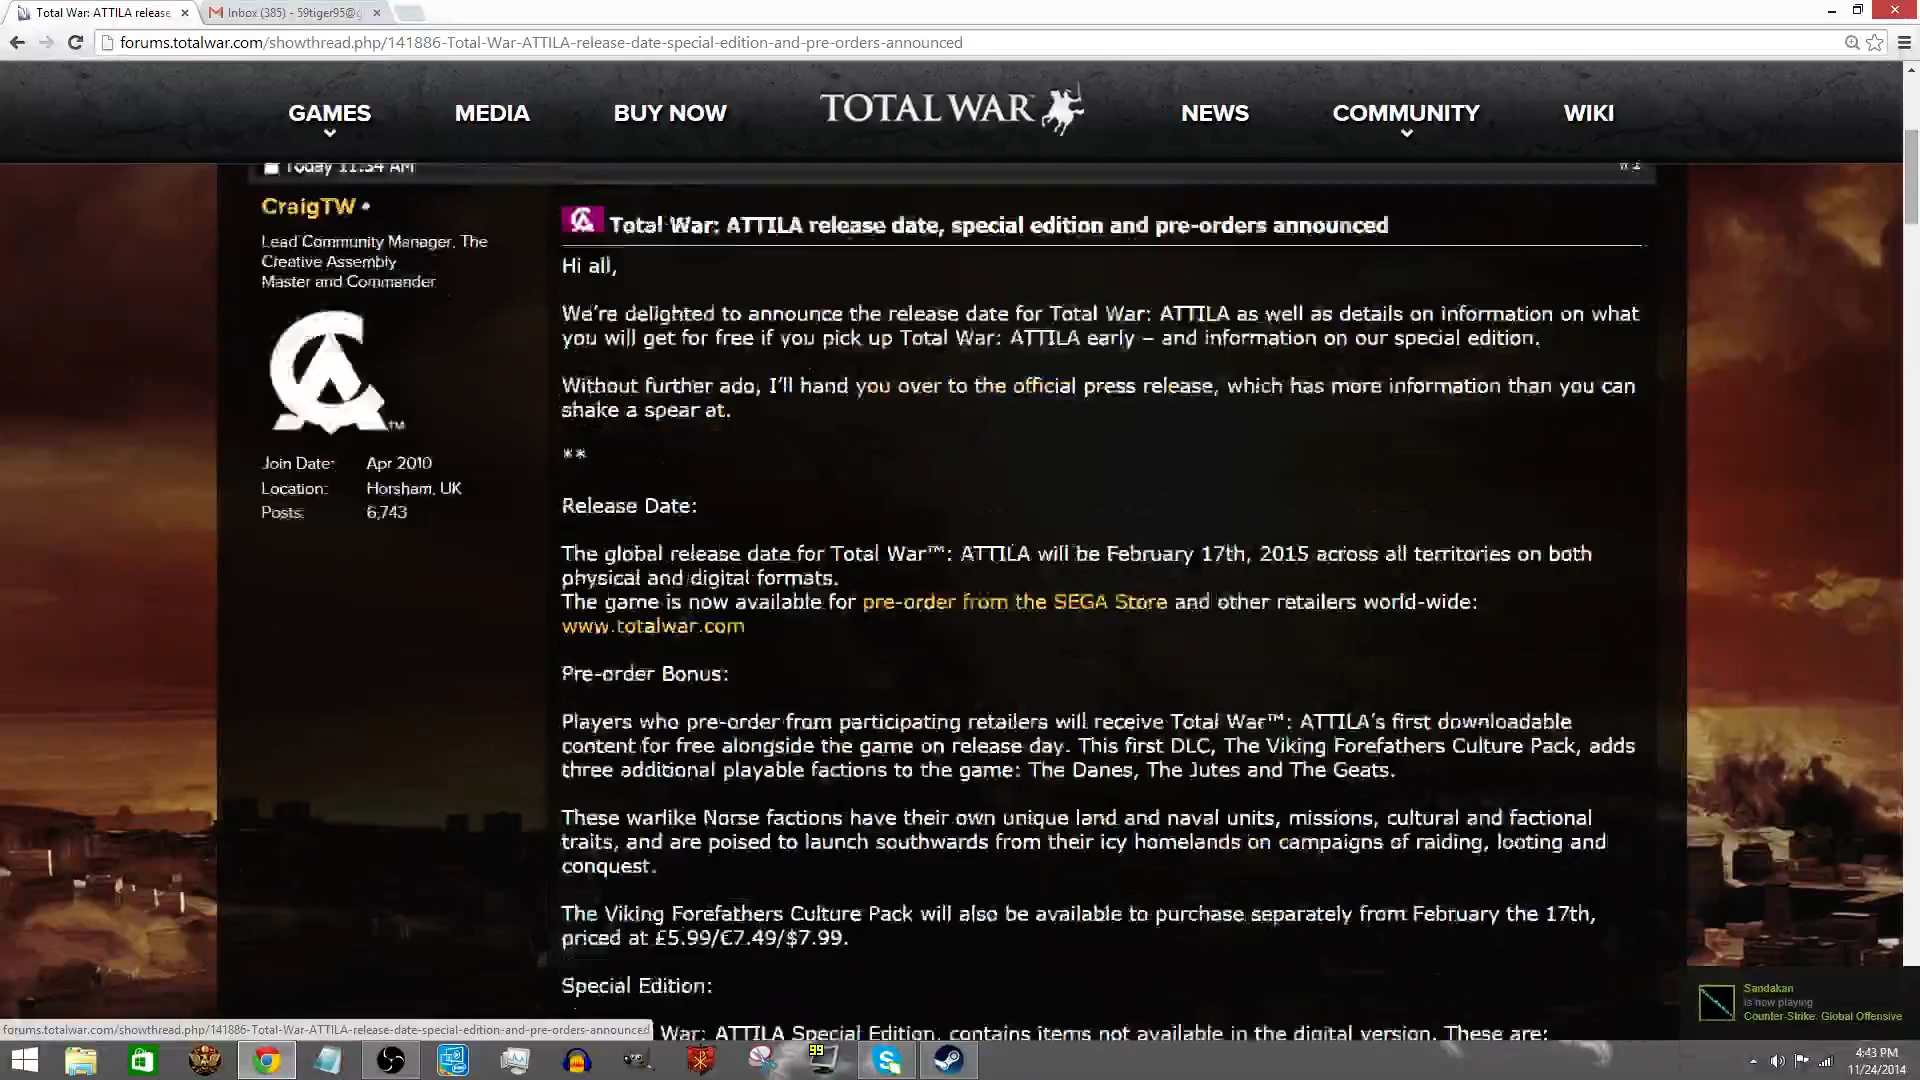 Total War: ATTILA release
Inbox (385) - 59tiger95@g
forums.totalwar.com/showthread.php/141886-Total-War-ATTILA-release-date-special-edition-and-pre-orders-announced
GAMES
MEDIA
BUY NOW
TOTAL WAR
NEWS
COMMUNITY
WIKI
Today 11:34 AM
CraigTW
Lead Community Manager, The
Creative Assembly
Master and Commander
TM
Join Date: Apr 2010
Location: Horsham, UK
Posts: 6,743
Total War: ATTILA release date, special edition and pre-orders announced
Hi all,
We're delighted to announce the release date for Total War: ATTILA as well as details on information on what
you will get for free if you pick up Total War: ATTILA early – and information on our special edition.
Without further ado, I'll hand you over to the official press release, which has more information than you can
shake a spear at.
**
Release Date:
The global release date for Total War™: ATTILA will be February 17th, 2015 across all territories on both
physical and digital formats.
The game is now available for pre-order from the SEGA Store and other retailers world-wide:
www.totalwar.com
Pre-order Bonus:
Players who pre-order from participating retailers will receive Total War™: ATTILA's first downloadable
content for free alongside the game on release day. This first DLC, The Viking Forefathers Culture Pack, adds
three additional playable factions to the game: The Danes, The Jutes and The Geats.
These warlike Norse factions have their own unique land and naval units, missions, cultural and factional
traits, and are poised to launch southwards from their icy homelands on campaigns of raiding, looting and
conquest.
The Viking Forefathers Culture Pack will also be available to purchase separately from February the 17th,
priced at £5.99/€7.49/$7.99.
Special Edition:
War: ATTILA Special Edition, contains items not available in the digital version. These are:
forums.totalwar.com/showthread.php/141886-Total-War-ATTILA-release-date-special-edition-and-pre-orders-announced
Sandakan
is now playing
Counter-Strike: Global Offensive
99
4:43 PM
11/24/2014